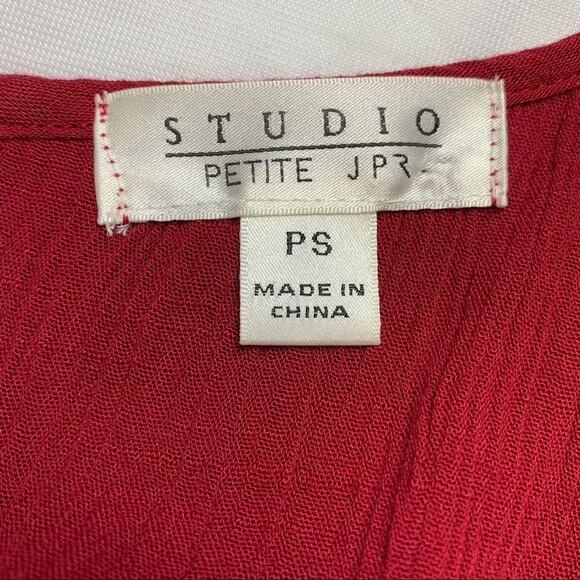 STUDIO
PETITE JPR
PS
MADE IN
CHINA